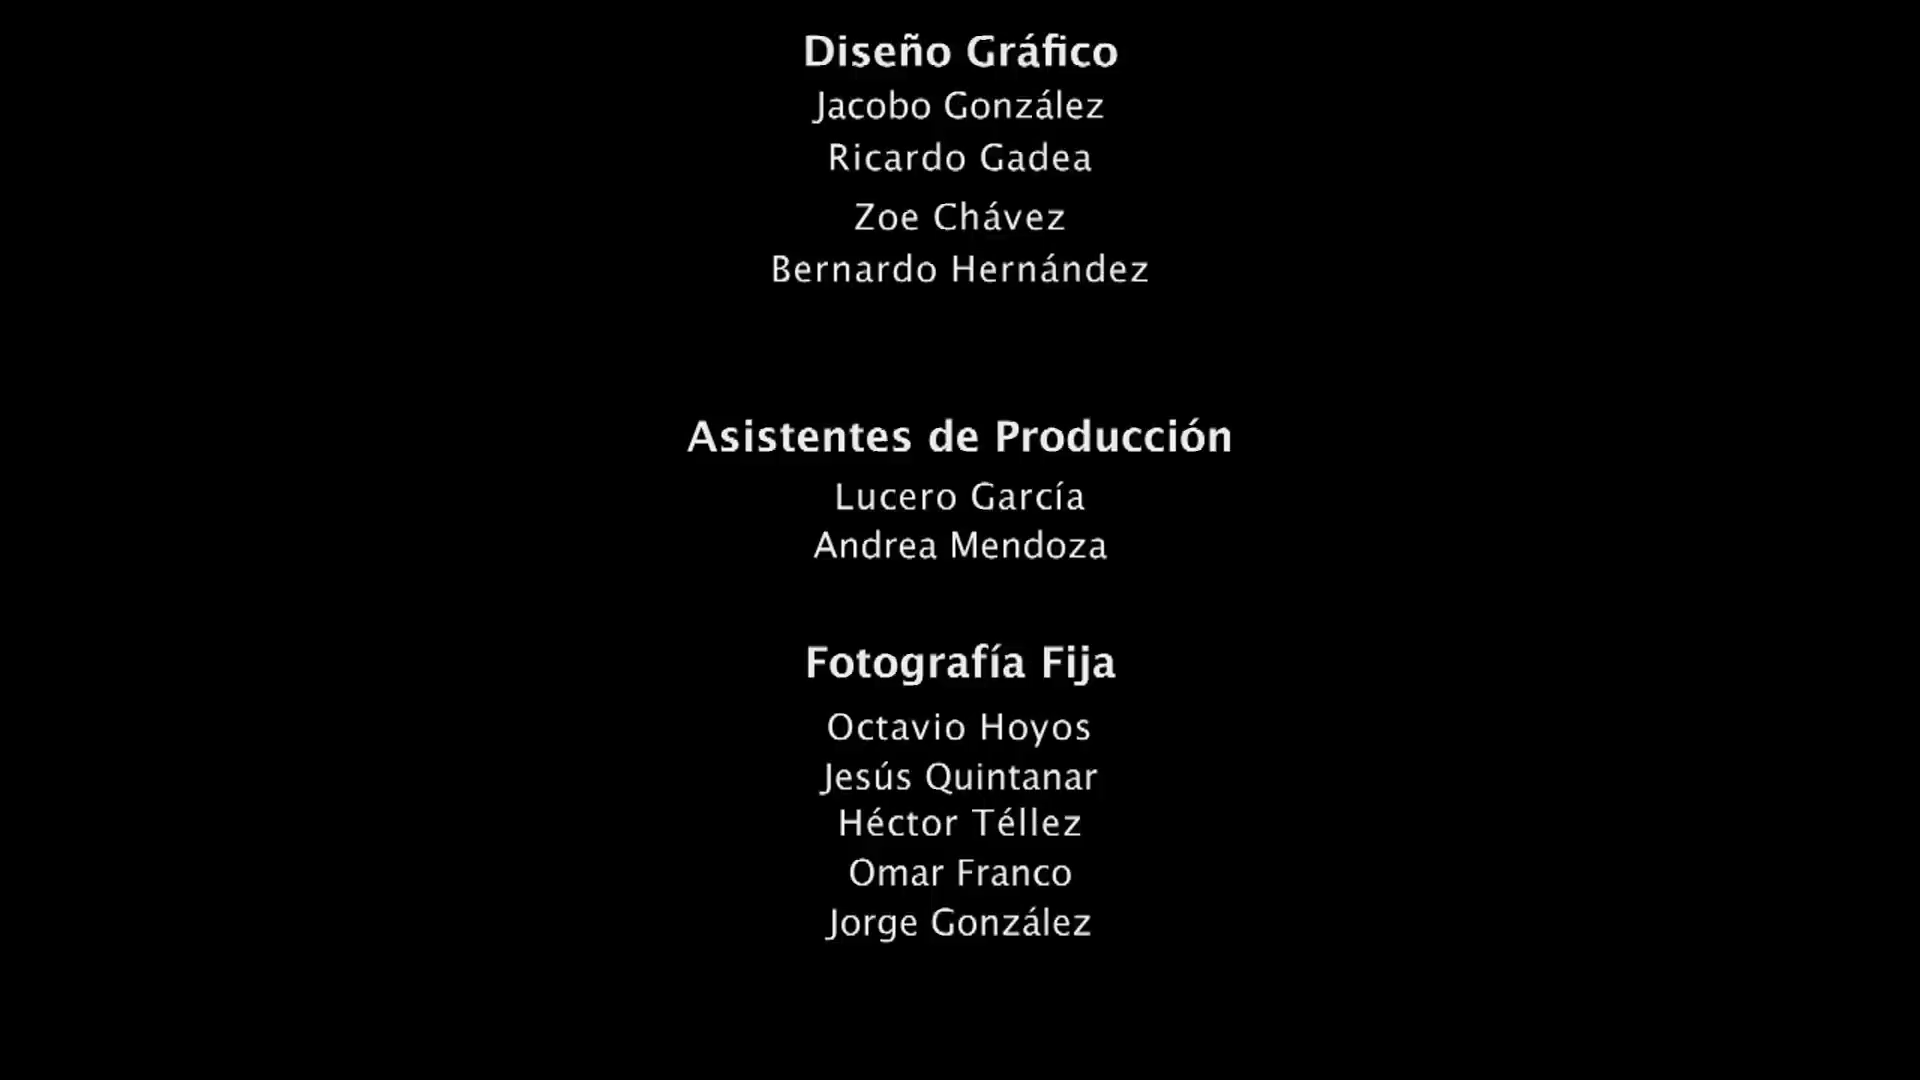 Diseño Gráfico
Jacobo González
Ricardo Gadea
Zoe Chávez
Bernardo Hernández
Asistentes de Producción
Lucero García
Andrea Mendoza
Fotografía Fija
Octavio Hoyos
Jesús Quintanar
Héctor Téllez
Omar Franco
Jorge González